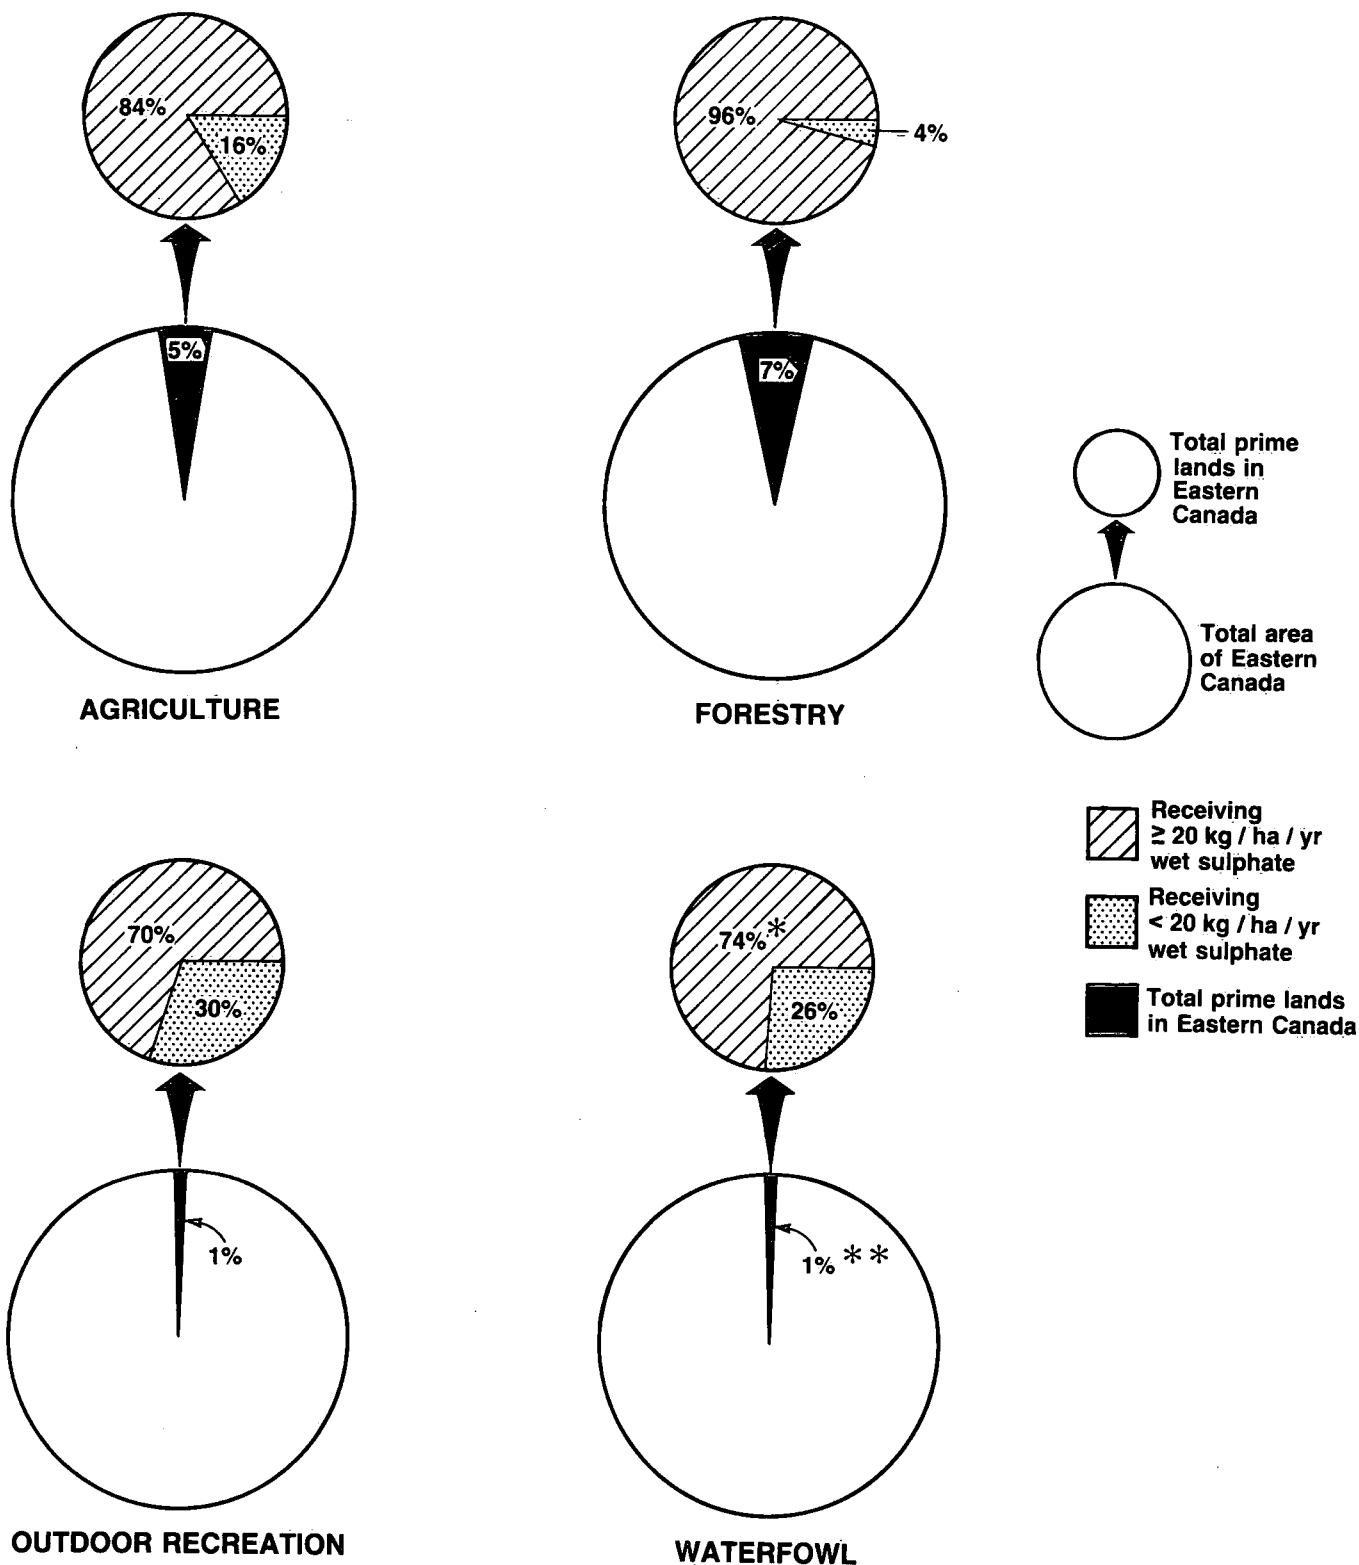 84%
16%
5%
AGRICULTURE
96%
4%
7%
FORESTRY
Total prime
lands in
Eastern
Canada
Total area
of Eastern
Canada
Receiving
≥ 20 kg / ha / yr
wet sulphate
Receiving
< 20 kg / ha / yr
wet sulphate
Total prime lands
in Eastern Canada
70%
30%
1%
OUTDOOR RECREATION
74% *
26%
1% * *
WATERFOWL